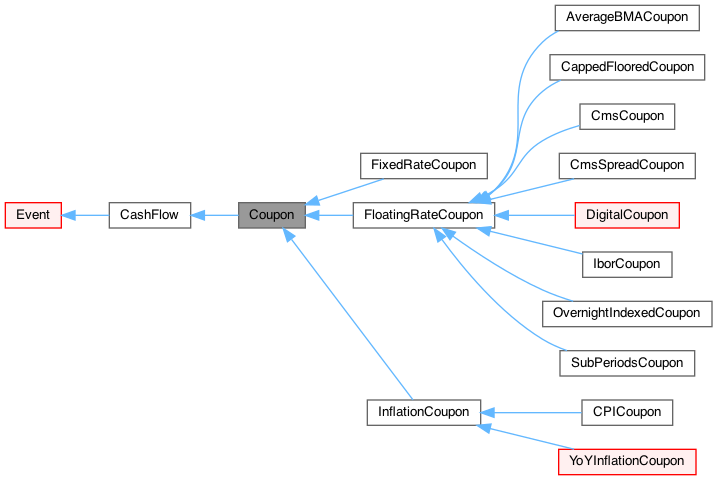 AverageBMACoupon
CappedFlooredCoupon
CmsCoupon
FixedRateCoupon
CmsSpreadCoupon
Event
CashFlow
Coupon
FloatingRateCoupon
DigitalCoupon
IborCoupon
OvernightIndexedCoupon
SubPeriodsCoupon
InflationCoupon
CPICoupon
YoYInflationCoupon